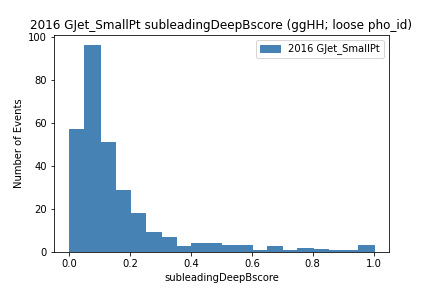 2016 GJet_SmallPt subleadingDeepBscore (ggHH; loose pho_id)
2016 GJet_SmallPt
100
80
60
40
20
0
Number of Events
0.0 0.2 0.4 0.6 0.8 1.0
subleadingDeepBscore